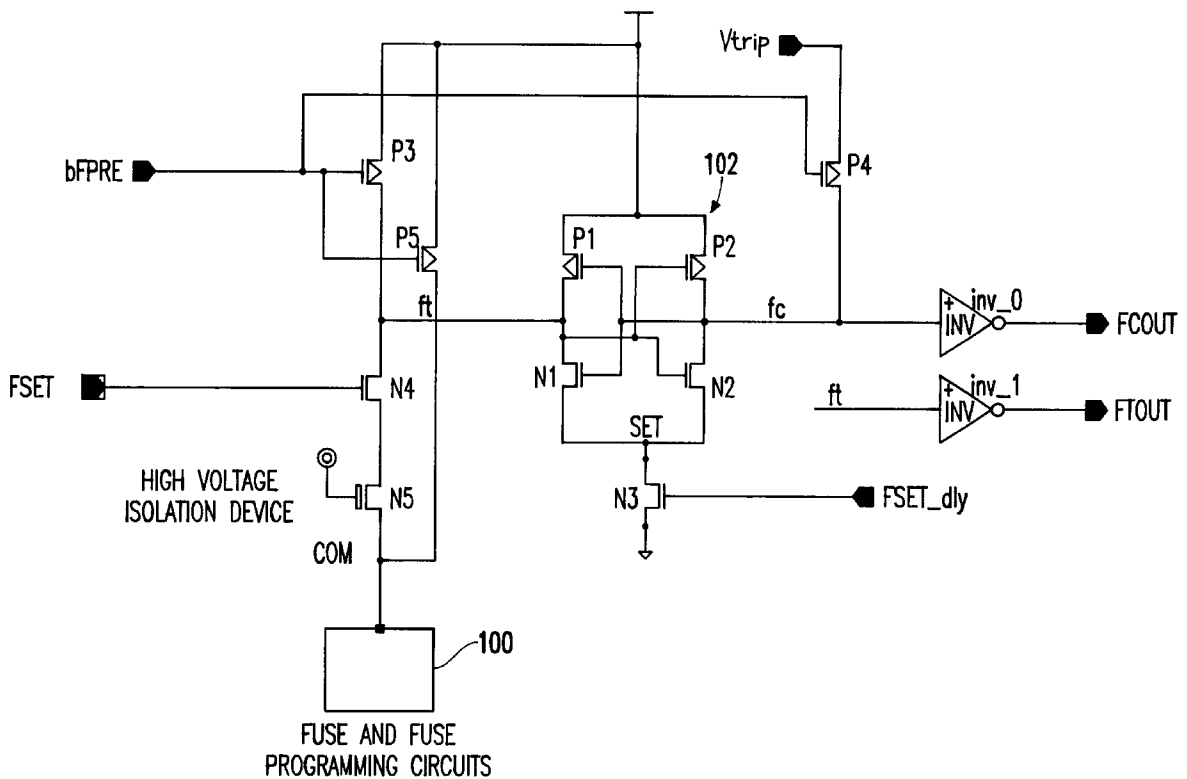 Vtrip
bFPRE
P3
P4
102
P5
P1
P2
ft
fc
inv_0
INV
FCOUT
FSET
N4
N1
N2
ft
inv_1
INV
FTOUT
SET
HIGH VOLTAGE
ISOLATION DEVICE
N5
N3
FSET_dly
COM
100
FUSE AND FUSE
PROGRAMMING CIRCUITS